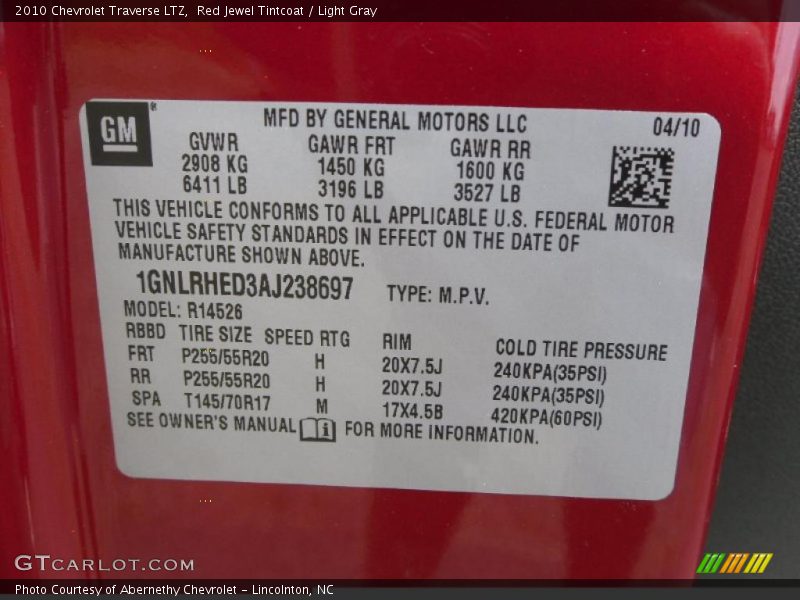 2010 Chevrolet Traverse LTZ, Red Jewel Tintcoat / Light Gray
GM®
MFD BY GENERAL MOTORS LLC 04/10
GVWR GAWR FRT GAWR RR
2908 KG 1450 KG 1600 KG
6411 LB 3196 LB 3527 LB
THIS VEHICLE CONFORMS TO ALL APPLICABLE U.S. FEDERAL MOTOR
VEHICLE SAFETY STANDARDS IN EFFECT ON THE DATE OF
MANUFACTURE SHOWN ABOVE.
1GNLRHED3AJ238697 TYPE: M.P.V.
MODEL: R14526
RBBD TIRE SIZE SPEED RTG RIM COLD TIRE PRESSURE
FRT P255/55R20 H 20X7.5J 240KPA(35PSI)
RR P255/55R20 H 20X7.5J 240KPA(35PSI)
SPA T145/70R17 M 17X4.5B 420KPA(60PSI)
SEE OWNER'S MANUAL i FOR MORE INFORMATION.
GTCARLOT.COM
Photo Courtesy of Abernethy Chevrolet - Lincolnton, NC